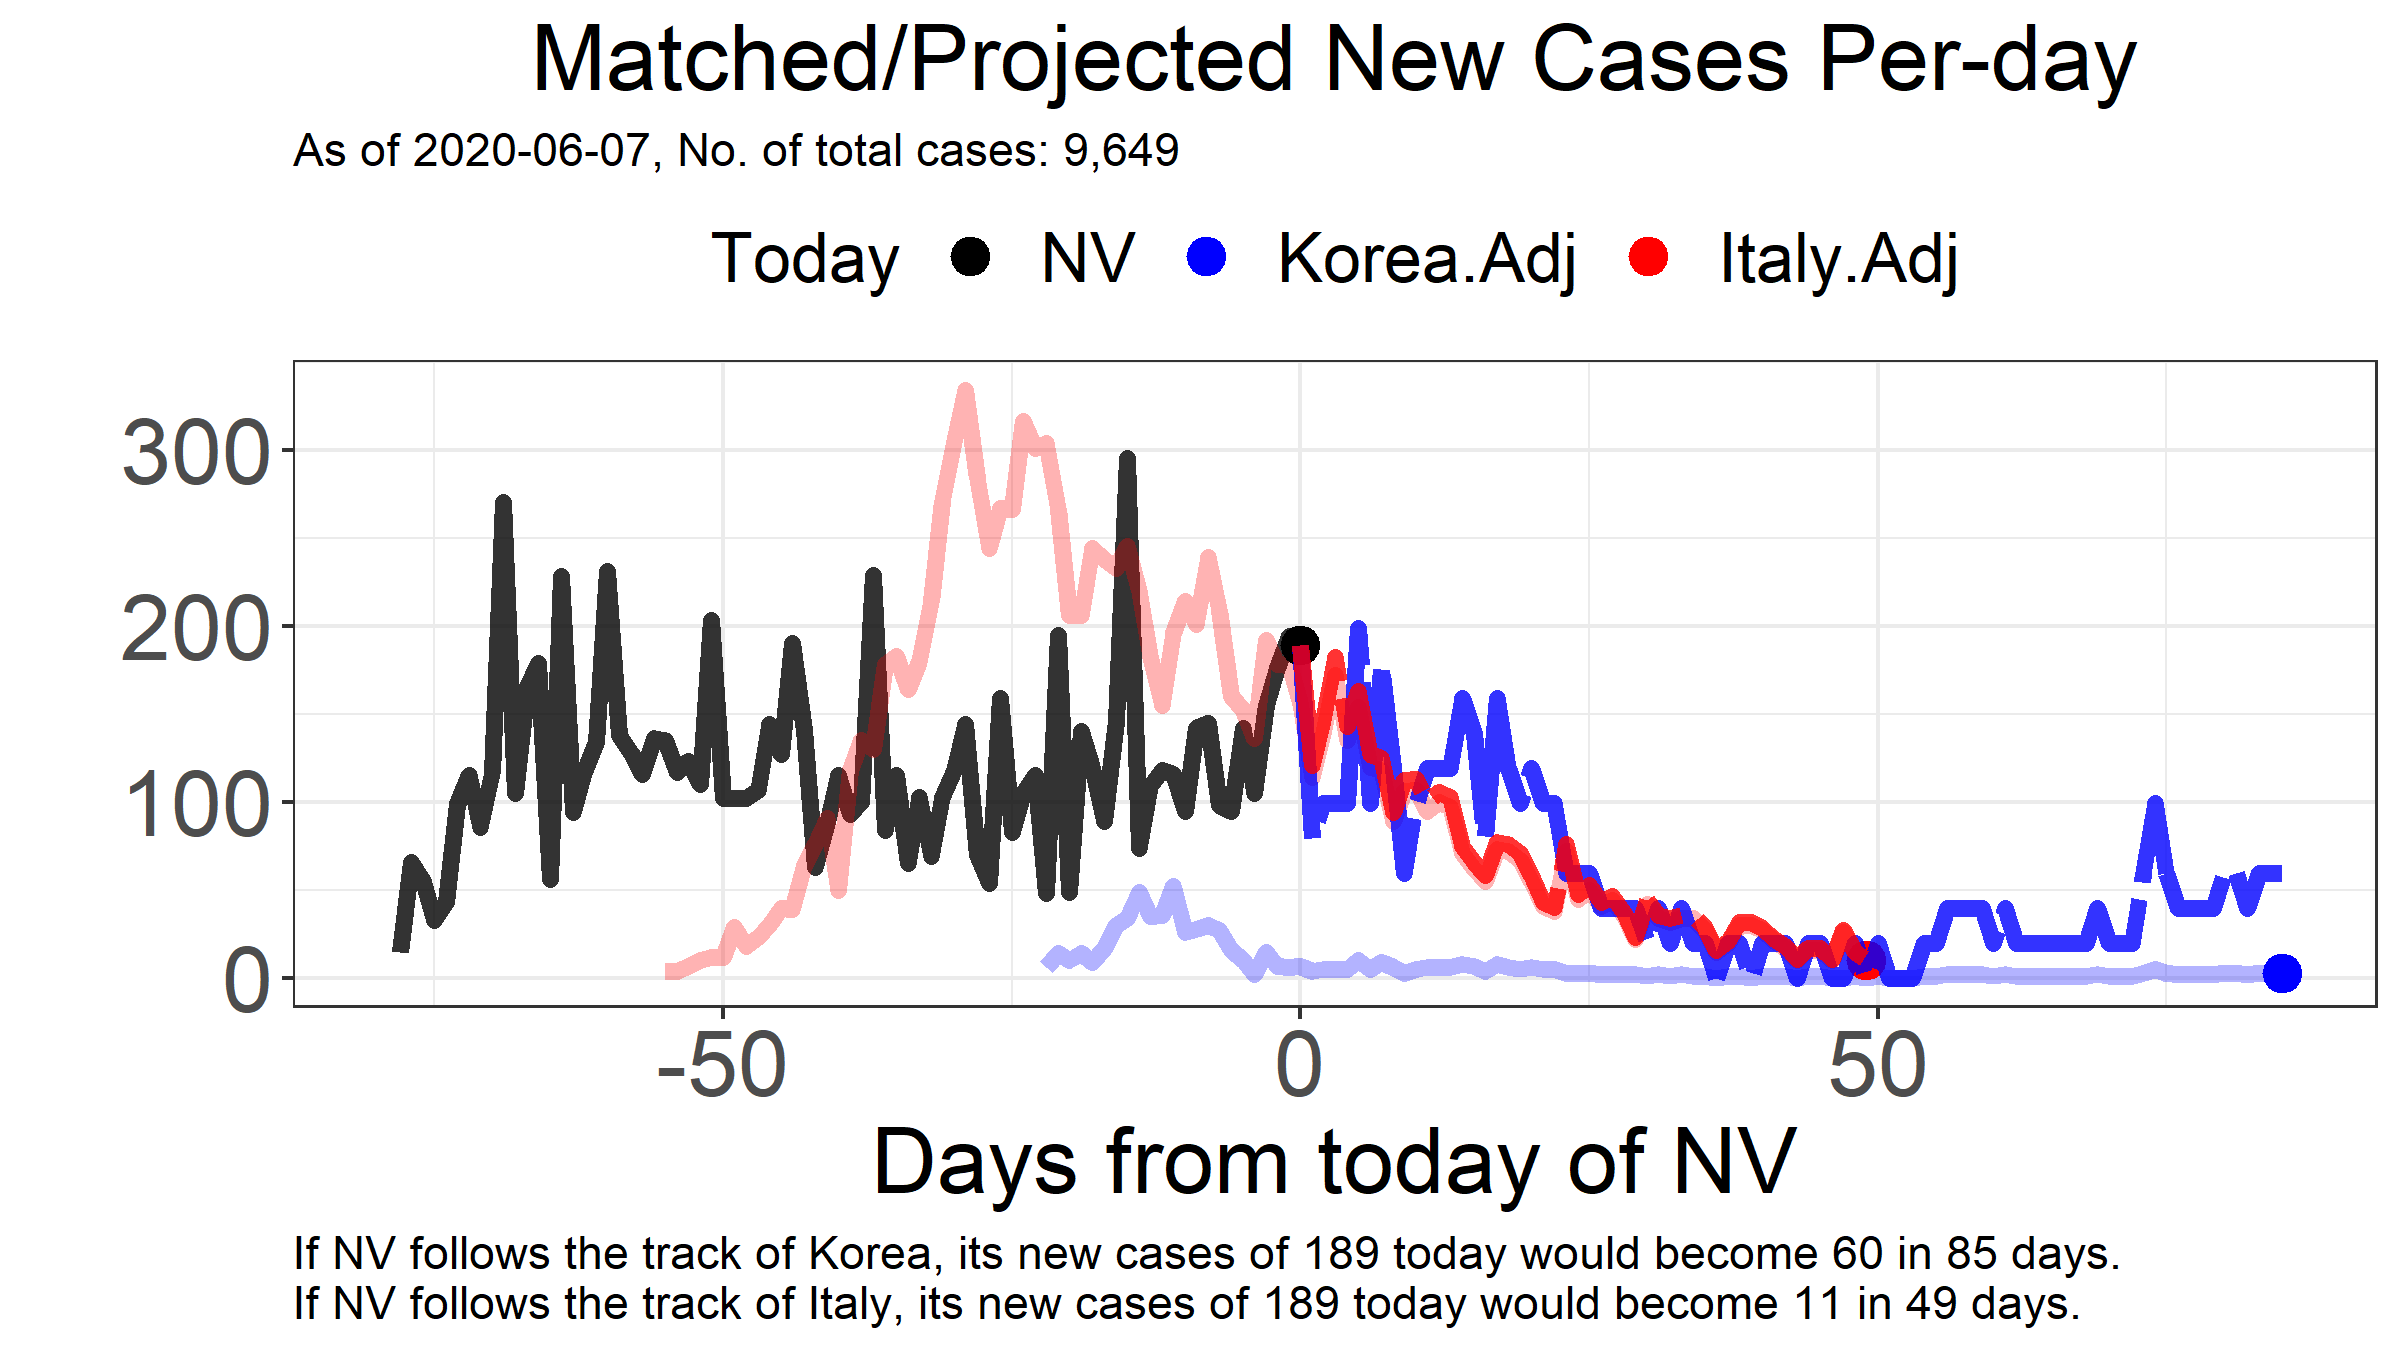 Matched/Projected New Cases Per-day
As of 2020-06-07, No. of total cases: 9,649
Today NV Korea.Adj Italy.Adj
300
200
100
0
-50 0 50
Days from today of NV
If NV follows the track of Korea, its new cases of 189 today would become 60 in 85 days.
If NV follows the track of Italy, its new cases of 189 today would become 11 in 49 days.